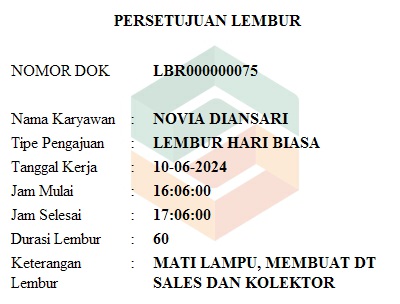 PERSETUJUAN LEMBUR
NOMOR DOK LBR000000075
Nama Karyawan : NOVIA DIANSARI
Tipe Pengajuan : LEMBUR HARI BIASA
Tanggal Kerja : 10-06-2024
Jam Mulai : 16:06:00
Jam Selesai : 17:06:00
Durasi Lembur : 60
Keterangan : MATI LAMPU, MEMBUAT DT
Lembur SALES DAN KOLEKTOR